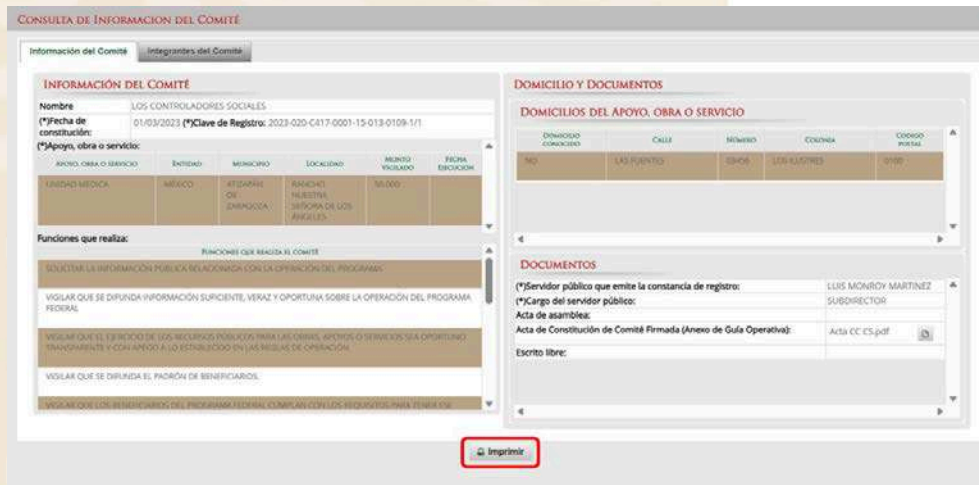 CONSULTA DE INFORMACION DEL COMITÉ
Información del Comité
Integrantes del Comité
INFORMACIÓN DEL COMITÉ
Nombre LOS CONTROLADORES SOCIALES
(*)Fecha de constitución: 01/03/2023 (*)Clave de Registro: 2023-020-C417-0001-15-013-0109-1/1
(*)Apoyo, obra o servicio:
APOYO, OBRA O SERVICIO ENTIDAD MUNICIPIO LOCALIDAD MONTO VIGILADO FECHA EJECUCIÓN
UNIDAD MEDICA MÉXICO ATIZAPÁN DE ZARAGOZA RANCHO NUESTRA SEÑORA DE LOS ÁNGELES 50,000
Funciones que realiza:
FUNCIONES QUE REALIZA EL COMITÉ
SOLICITAR LA INFORMACIÓN PÚBLICA RELACIONADA CON LA OPERACIÓN DEL PROGRAMA
VIGILAR QUE SE DIFUNDA INFORMACIÓN SUFICIENTE, VERAZ Y OPORTUNA SOBRE LA OPERACIÓN DEL PROGRAMA
FEDERAL
VIGILAR QUE EL EJERCICIO DE LOS RECURSOS PÚBLICOS PARA LAS OBRAS, APOYOS O SERVICIOS SEA OPORTUNO
TRANSPARENTE Y CON APEGO A LO ESTABLECIDO EN LAS REGLAS DE OPERACIÓN.
VIGILAR QUE SE DIFUNDA EL PADRÓN DE BENEFICIARIOS.
VIGILAR QUE LOS BENEFICIARIOS DEL PROGRAMA FEDERAL CUMPLAN CON LOS REQUISITOS PARA TENER ESE
DOMICILIO Y DOCUMENTOS
DOMICILIOS DEL APOYO, OBRA O SERVICIO
DOMICILIO CONOCIDO CALLE NÚMERO COLONIA CODIGO POSTAL
NO LAS FUENTES LOS ILUSTRES 0100
DOCUMENTOS
(*)Servidor público que emite la constancia de registro: LUIS MONROY MARTINEZ
(*)Cargo del servidor público: SUBDIRECTOR
Acta de asamblea:
Acta de Constitución de Comité Firmada (Anexo de Guía Operativa): Acta CC CS.pdf
Escrito libre:
Imprimir